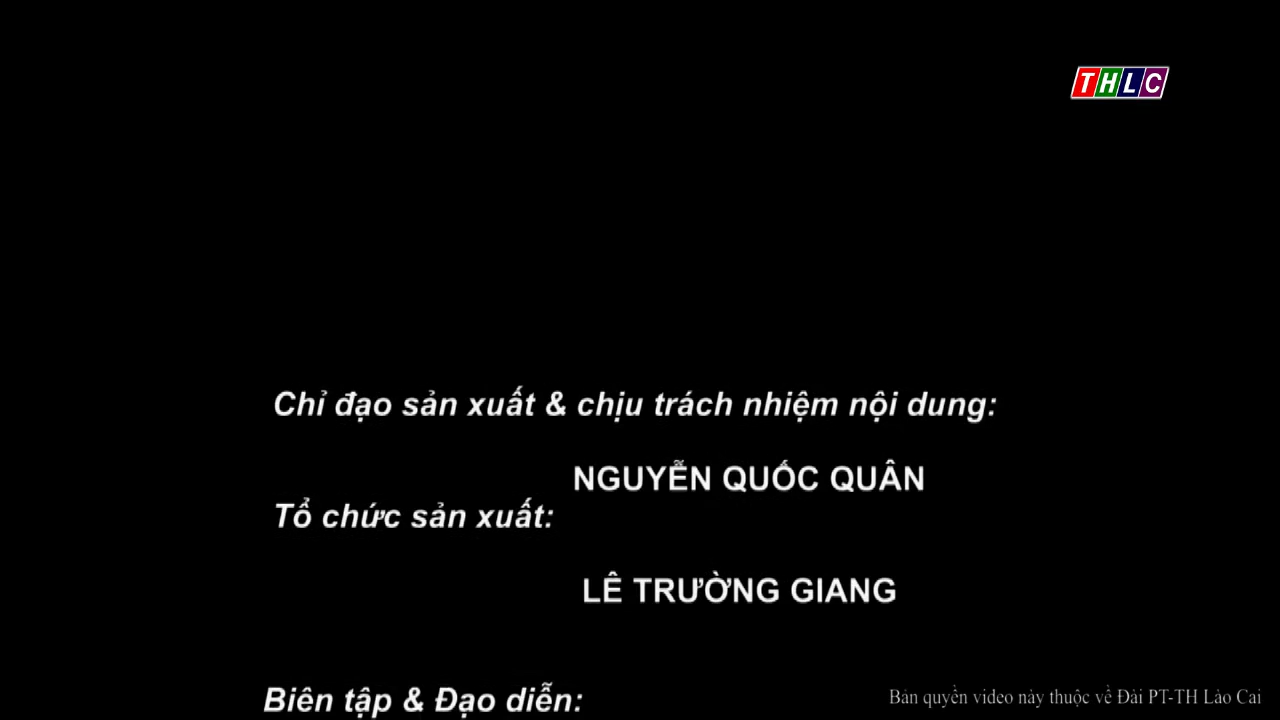 THLC
Chỉ đạo sản xuất & chịu trách nhiệm nội dung:
NGUYỄN QUỐC QUÂN
Tổ chức sản xuất:
LÊ TRƯỜNG GIANG
Biên tập & Đạo diễn:
Bản quyền video này thuộc về Đài PT-TH Lào Cai